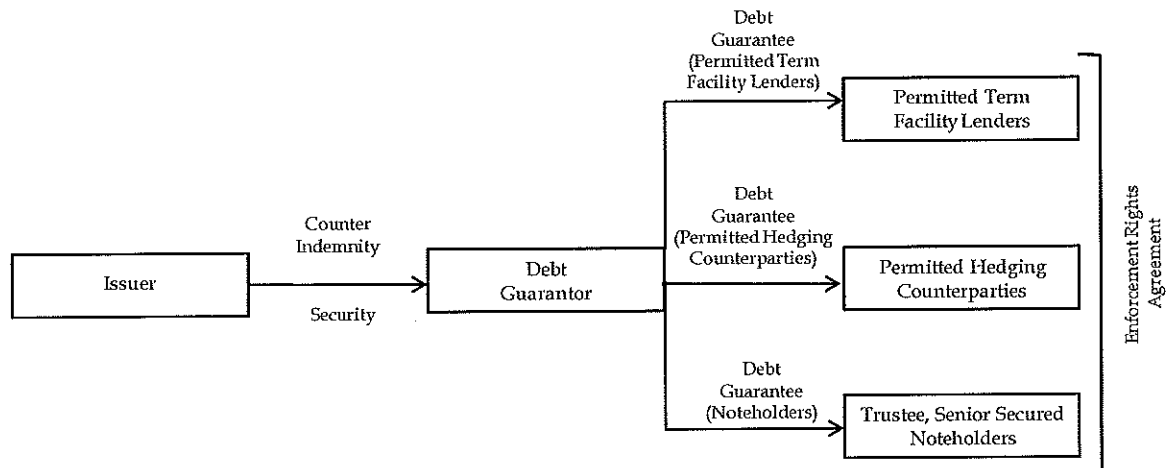 Debt
Guarantee
(Permitted Term
Facility Lenders)
Permitted Term
Facility Lenders
Debt
Guarantee
(Permitted Hedging
Counterparties)
Counter
Indemnity
Issuer
Debt
Guarantor
Permitted Hedging
Counterparties
Security
Debt
Guarantee
(Noteholders)
Trustee, Senior Secured
Noteholders
Enforcement Rights
Agreement